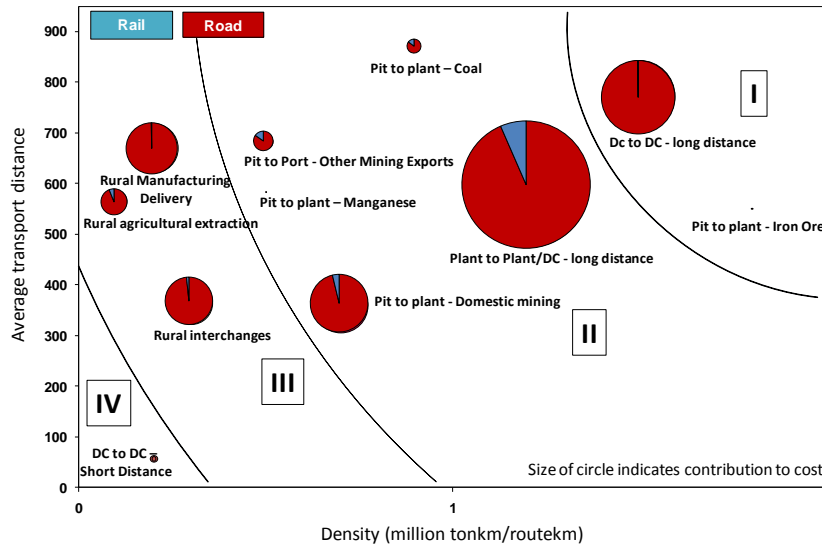 Rail
Road
900
800
700
600
500
400
300
200
100
0
Average transport distance
Pit to plant – Coal
I
Dc to DC - long distance
Pit to Port - Other Mining Exports
Rural Manufacturing
Delivery
Pit to plant – Manganese
Rural agricultural extraction
Pit to plant - Iron Ore
Plant to Plant/DC - long distance
Pit to plant - Domestic mining
Rural interchanges
II
III
IV
DC to DC –
Short Distance
Size of circle indicates contribution to cost
0
1
Density (million tonkm/routekm)